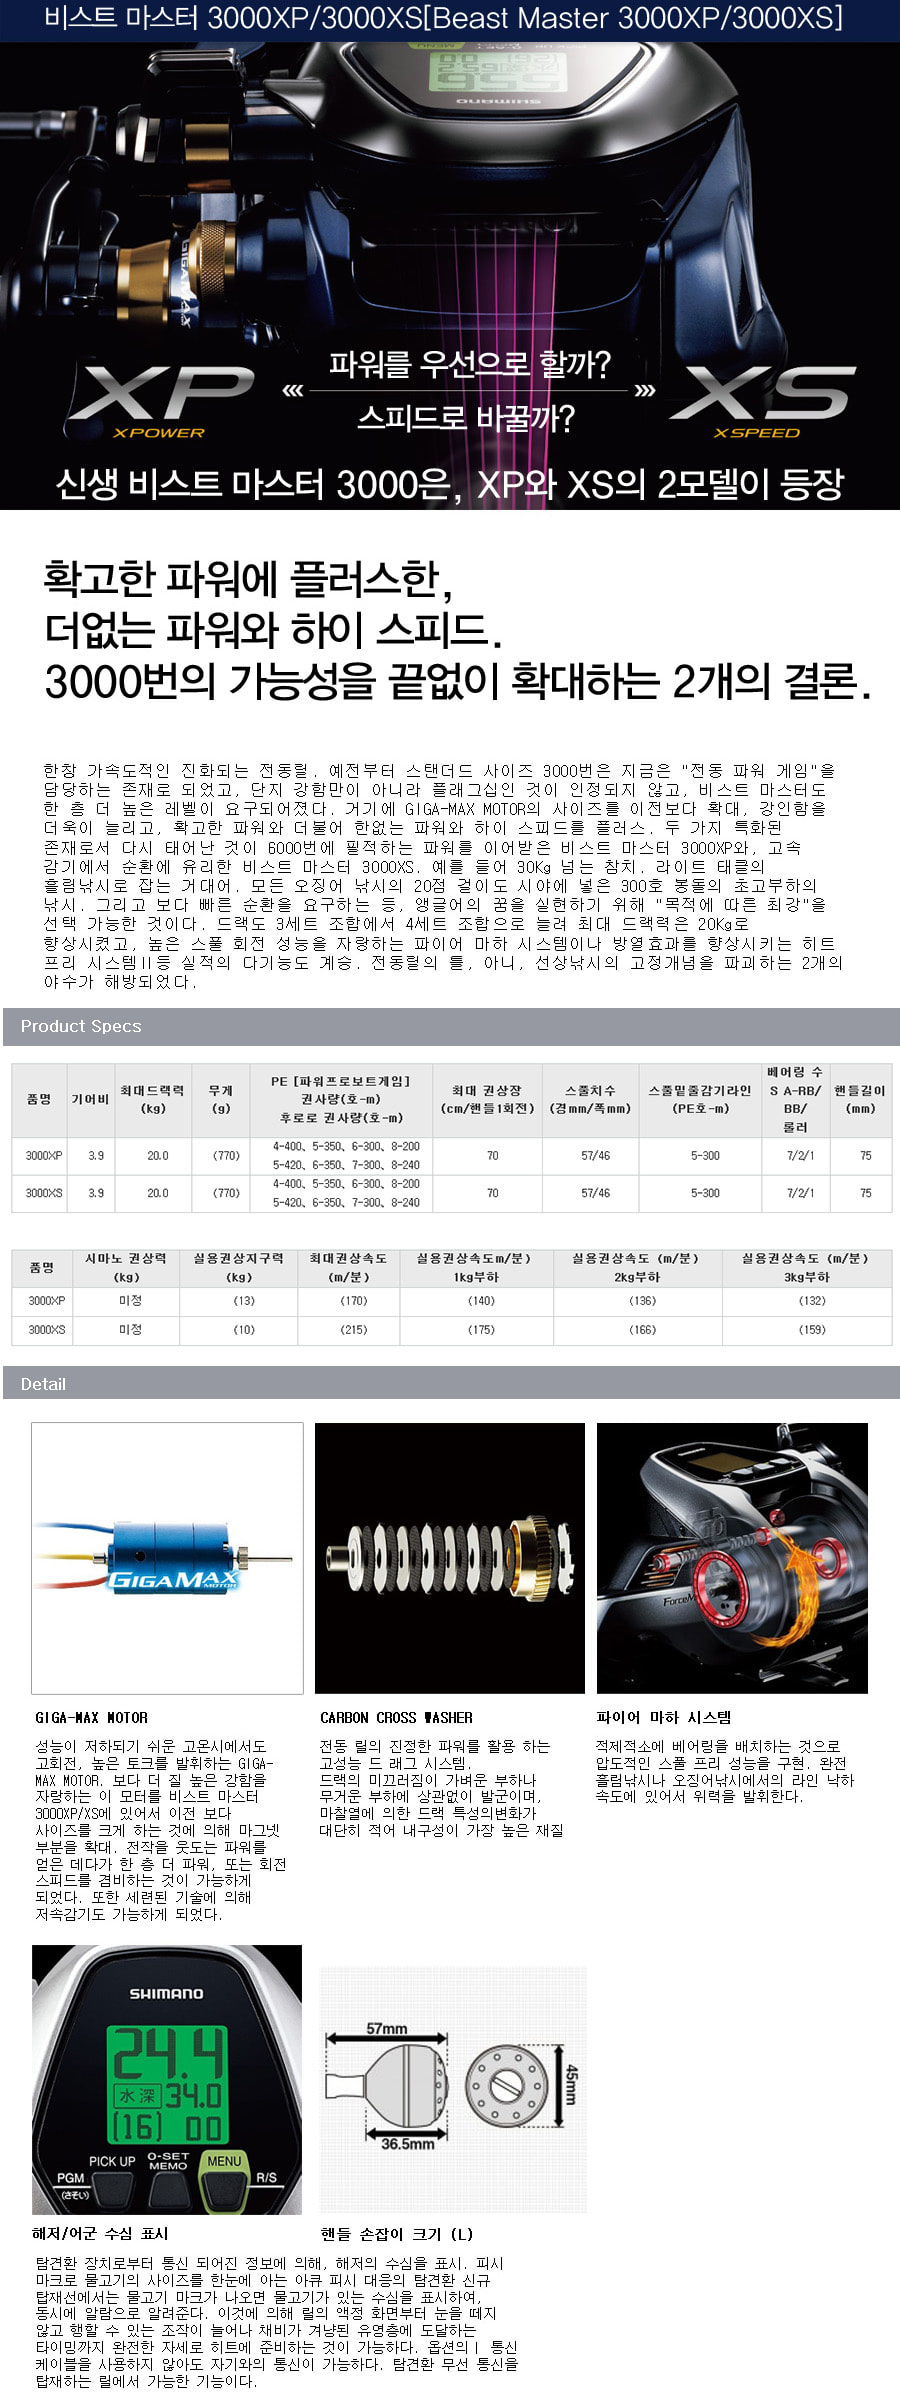 비스트 마스터 3000XP/3000XS[Beast Master 3000XP/3000XS]
SHIMANO
GIGAMAX
XP
XPOWER
파워를 우선으로 할까?
스피드로 바꿀까?
XS
XSPEED
신생 비스트 마스터 3000은, XP와 XS의 2모델이 등장
확고한 파워에 플러스한,
더없는 파워와 하이 스피드.
3000번의 가능성을 끝없이 확대하는 2개의 결론.
한창 가속도적인 진화되는 전동릴. 예전부터 스탠더드 사이즈 3000번은 지금은 "전동 파워 게임"을
담당하는 존재로 되었고, 단지 강함만이 아니라 플래그십인 것이 인정되지 않고, 비스트 마스터도
한 층 더 높은 레벨이 요구되어졌다. 거기에 GIGA-MAX MOTOR의 사이즈를 이전보다 확대, 강인함을
더욱이 늘리고, 확고한 파워와 더불어 한없는 파워와 하이 스피드를 플러스. 두 가지 특화된
존재로서 다시 태어난 것이 6000번에 필적하는 파워를 이어받은 비스트 마스터 3000XP와, 고속
감기에서 순환에 유리한 비스트 마스터 3000XS. 예를 들어 30Kg 넘는 참치. 라이트 태클의
흘림낚시로 잡는 거대어. 모든 오징어 낚시의 20점 걸이도 시야에 넣은 300호 봉돌의 초고부하의
낚시. 그리고 보다 빠른 순환을 요구하는 등, 앵글어의 꿈을 실현하기 위해 "목적에 따른 최강"을
선택 가능한 것이다. 드랙도 3세트 조합에서 4세트 조합으로 늘려 최대 드랙력은 20Kg로
향상시켰고, 높은 스풀 회전 성능을 자랑하는 파이어 마하 시스템이나 방열효과를 향상시키는 히트
프리 시스템Ⅱ등 실적의 다기능도 계승. 전동릴의 틀, 아니, 선상낚시의 고정개념을 파괴하는 2개의
야수가 해방되었다.
Product Specs
품명 기어비 최대드랙력 (kg) 무게 (g) PE [파워프로보트게임] 권사량(호-m) 후로로 권사량(호-m) 최대 권상장 (cm/핸들1회전) 스풀치수 (경mm/폭mm) 스풀밑줄감기라인 (PE호-m) 베어링 수 S A-RB/ BB/ 롤러 핸들길이 (mm)
3000XP 3.9 20.0 (770) 4-400、5-350、6-300、8-200 5-420、6-350、7-300、8-240 70 57/46 5-300 7/2/1 75
3000XS 3.9 20.0 (770) 4-400、5-350、6-300、8-200 5-420、6-350、7-300、8-240 70 57/46 5-300 7/2/1 75
품명 시마노 권상력 (kg) 실용권상지구력 (kg) 최대권상속도 (m/분) 실용권상속도m/분) 1kg부하 실용권상속도 (m/분) 2kg부하 실용권상속도 (m/분) 3kg부하
3000XP 미정 (13) (170) (140) (136) (132)
3000XS 미정 (10) (215) (175) (166) (159)
Detail
GIGAMAX
MOTOR
SHIMANO
ForceM
GIGA-MAX MOTOR
성능이 저하되기 쉬운 고온시에서도
고회전, 높은 토크를 발휘하는 GIGA-
MAX MOTOR. 보다 더 질 높은 강함을
자랑하는 이 모터를 비스트 마스터
3000XP/XS에 있어서 이전 보다
사이즈를 크게 하는 것에 의해 마그넷
부분을 확대. 전작을 웃도는 파워를
얻은 데다가 한 층 더 파워, 또는 회전
스피드를 겸비하는 것이 가능하게
되었다. 또한 세련된 기술에 의해
저속감기도 가능하게 되었다.
CARBON CROSS WASHER
전동 릴의 진정한 파워를 활용 하는
고성능 드 래그 시스템.
드랙의 미끄러짐이 가벼운 부하나
무거운 부하에 상관없이 발군이며,
마찰열에 의한 드랙 특성의변화가
대단히 적어 내구성이 가장 높은 재질
파이어 마하 시스템
적제적소에 베어링을 배치하는 것으로
압도적인 스풀 프리 성능을 구현. 완전
흘림낚시나 오징어낚시에서의 라인 낙하
속도에 있어서 위력을 발휘한다.
SHIMANO
24.4
水深 34.0
(16) 00
PICK UP
0-SET
MEMO
MENU
PGM
(さそい)
R/S
57mm
36.5mm
45mm
해저/어군 수심 표시
탐견환 장치로부터 통신 되어진 정보에 의해, 해저의 수심을 표시. 피시
마크로 물고기의 사이즈를 한눈에 아는 아큐 피시 대응의 탐견환 신규
탑재선에서는 물고기 마크가 나오면 물고기가 있는 수심을 표시하여,
동시에 알람으로 알려준다. 이것에 의해 릴의 액정 화면부터 눈을 떼지
않고 행할 수 있는 조작이 늘어나 채비가 겨냥된 유영층에 도달하는
타이밍까지 완전한 자세로 히트에 준비하는 것이 가능하다. 옵션의 I 통신
케이블을 사용하지 않아도 자기와의 통신이 가능하다. 탐견환 무선 통신을
탑재하는 릴에서 가능한 기능이다.
핸들 손잡이 크기 (L)